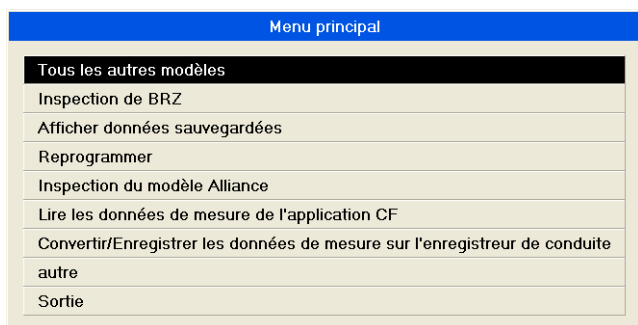 Menu principal
Tous les autres modèles
Inspection de BRZ
Afficher données sauvegardées
Reprogrammer
Inspection du modèle Alliance
Lire les données de mesure de l'application CF
Convertir/Enregistrer les données de mesure sur l'enregistreur de conduite
autre
Sortie